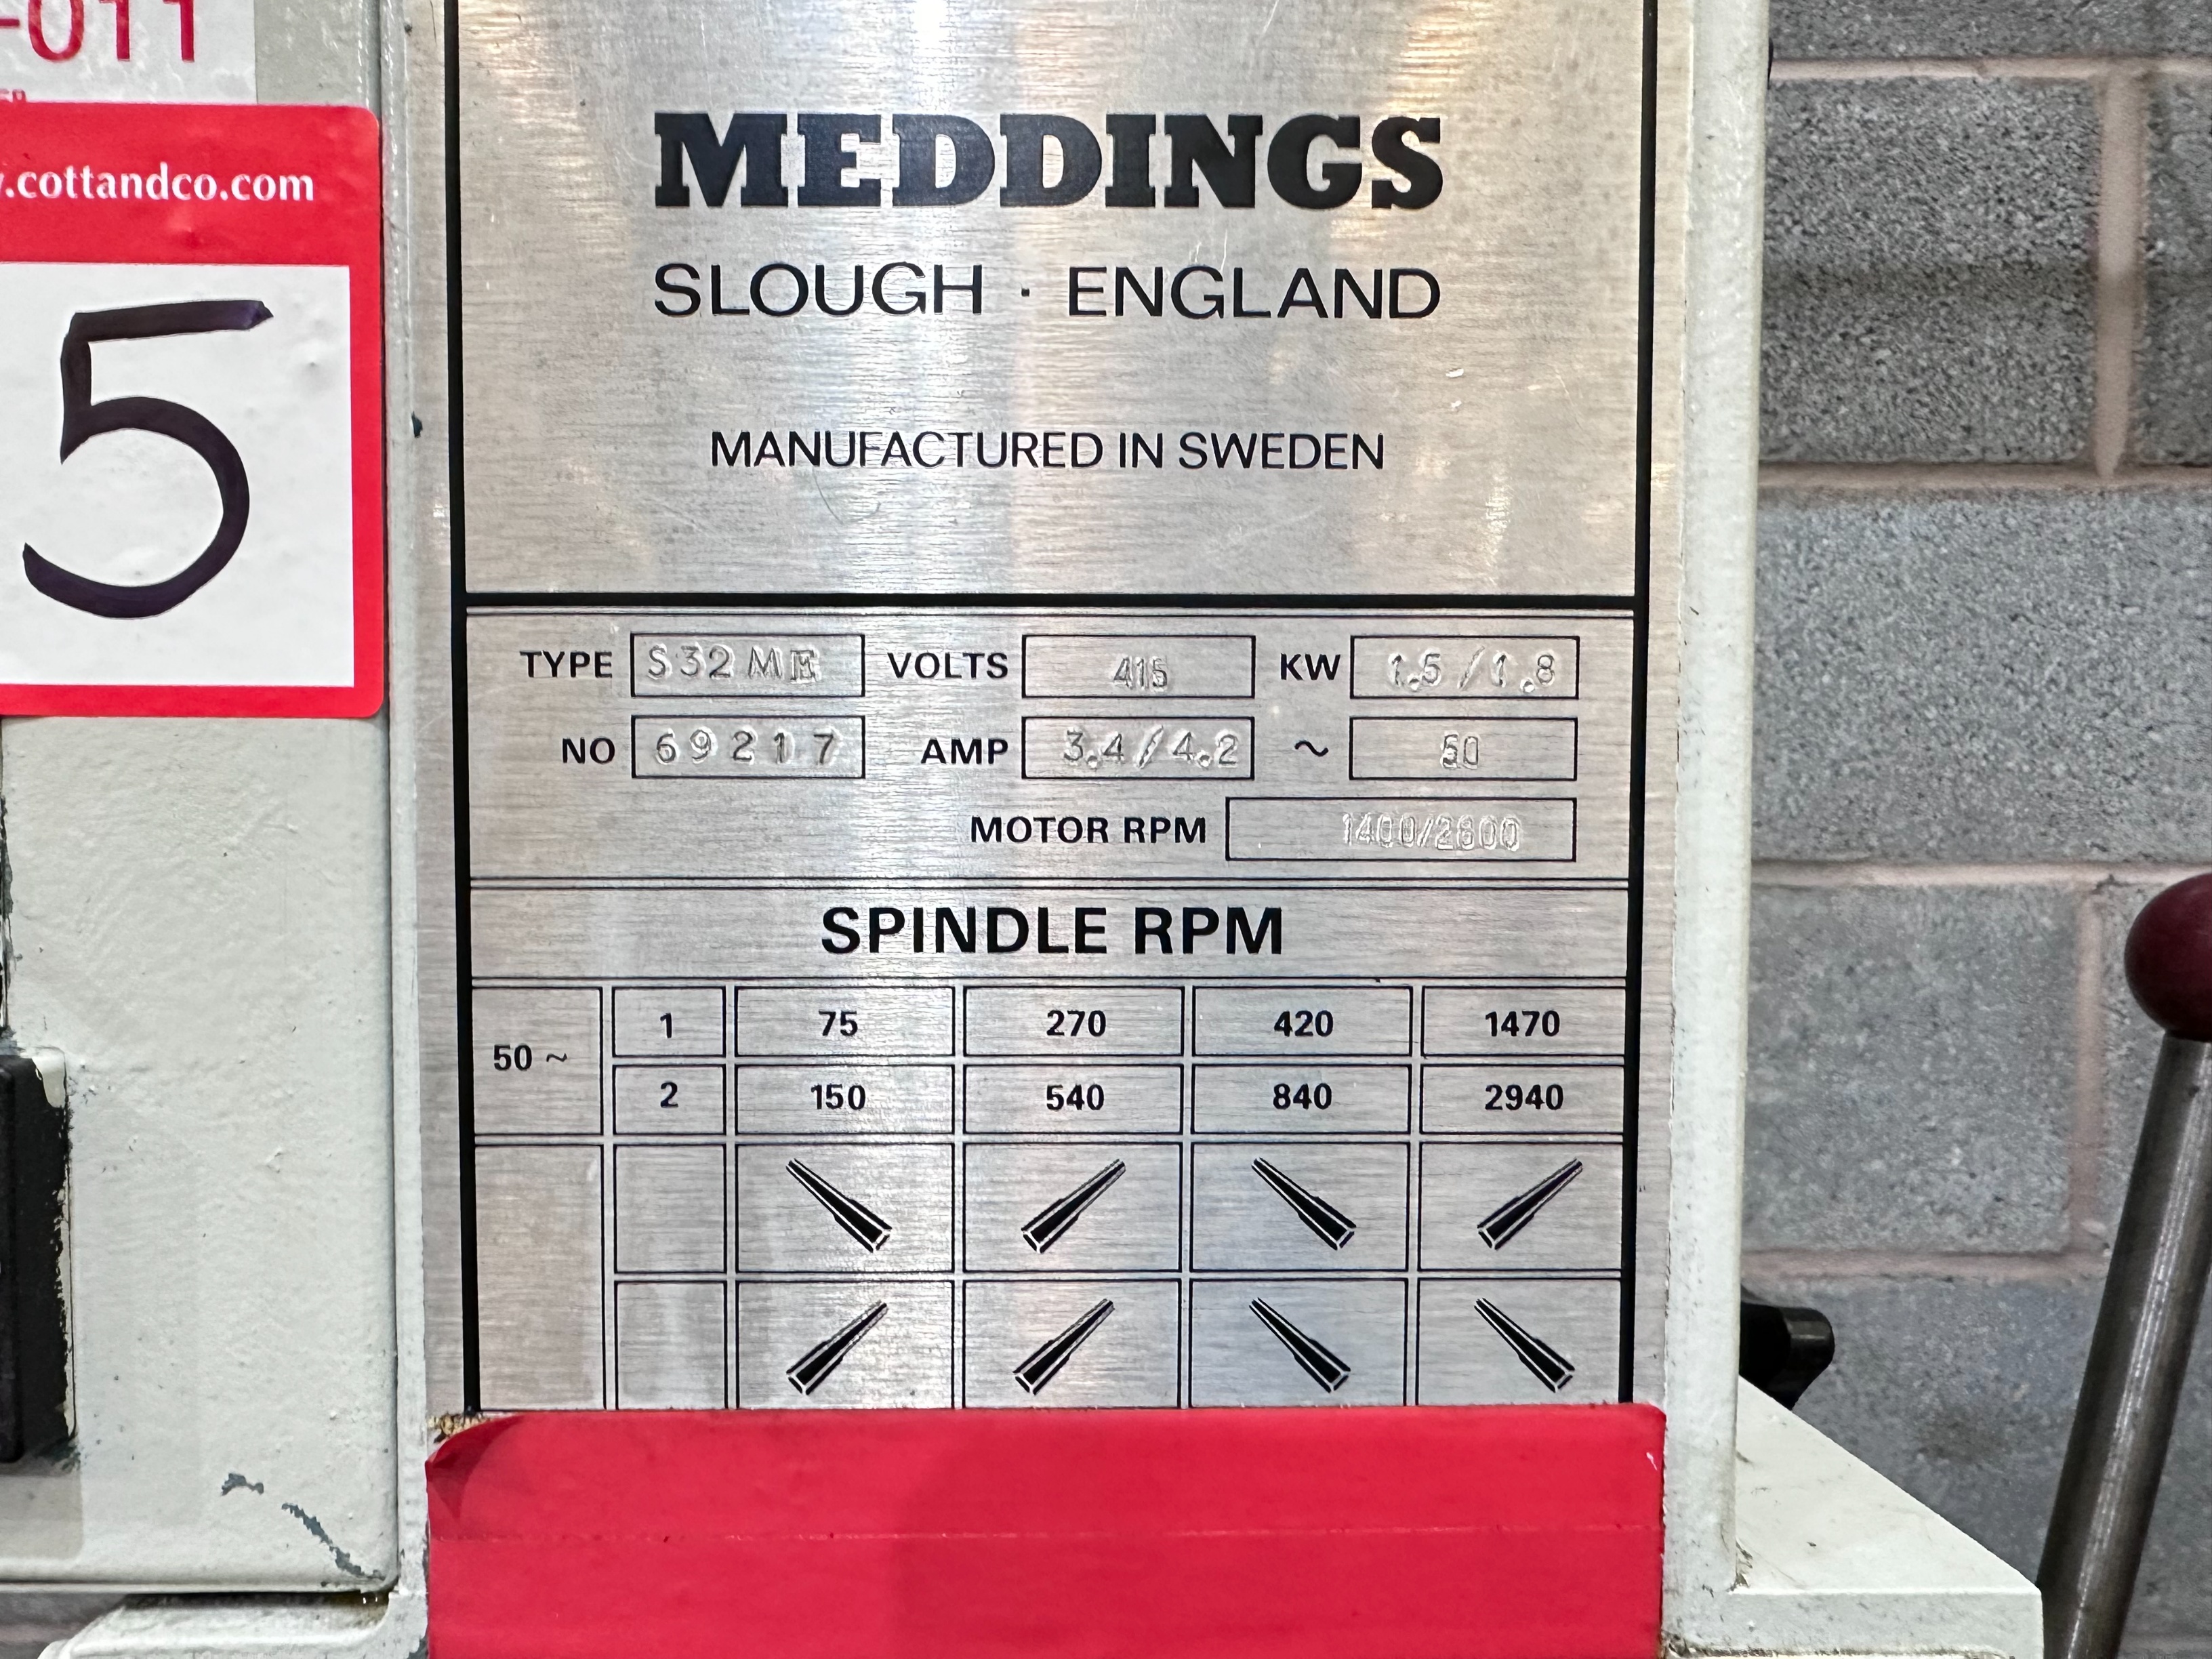 -011
.cottandco.com
5
MEDDINGS
SLOUGH · ENGLAND
MANUFACTURED IN SWEDEN
TYPE S32ME VOLTS 415 KW 1.5/1.8
NO 69217 AMP 3.4/4.2 ~ 50
MOTOR RPM 1400/2800
SPINDLE RPM
50 ~
1 75 270 420 1470
2 150 540 840 2940